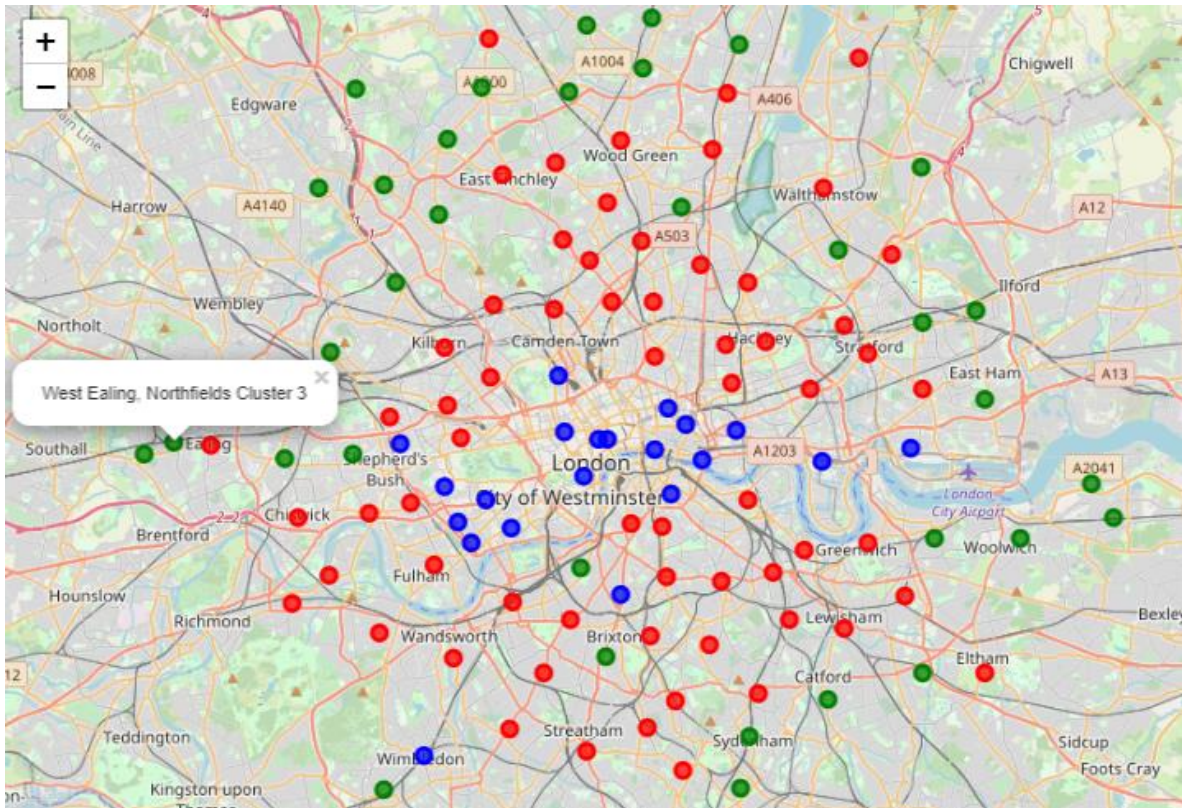 +
−
A1004
Chigwell
A1000
Edgware
A406
Wood Green
East Finchley
Walthamstow
Harrow
A4140
A12
A503
Ilford
Wembley
Northolt
Kilburn
Camden Town
Hackney
Stratford
East Ham
A13
×
West Ealing, Northfields Cluster 3
Southall
Ealing
Shepherd's
Bush
London
A1203
A2041
City of Westminster
London
City Airport
Chiswick
2
Brentford
Greenwich
Woolwich
Fulham
Hounslow
Richmond
Wandsworth
Brixton
Lewisham
Bexley
Eltham
Catford
Teddington
Streatham
Sydenham
Wimbledon
Sidcup
Foots Cray
Kingston upon